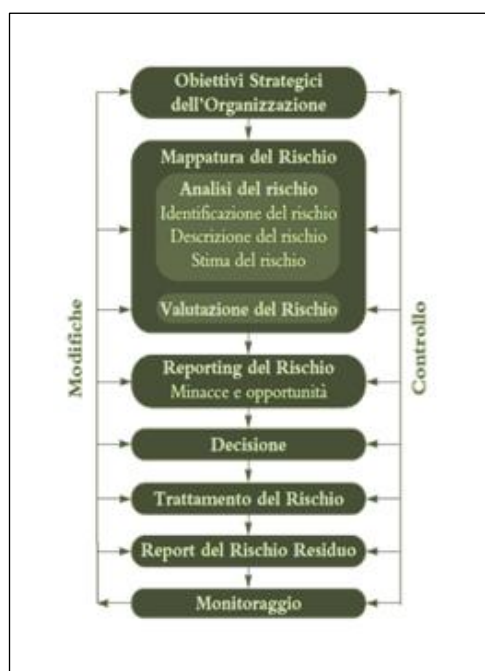 Obiettivi Strategici
dell'Organizzazione
Mappatura del Rischio
Analisi del rischio
Identificazione del rischio
Descrizione del rischio
Stima del rischio
Valutazione del Rischio
Reporting del Rischio
Minacce e opportunità
Decisione
Trattamento del Rischio
Report del Rischio Residuo
Monitoraggio
Modifiche
Controllo